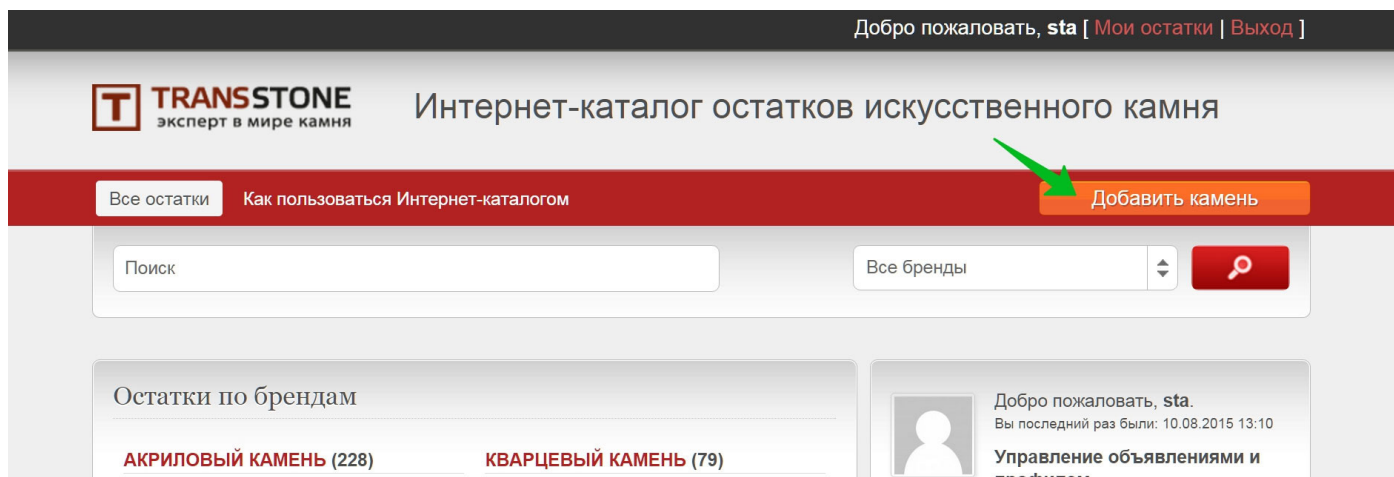 Добро пожаловать, sta [ Мои остатки | Выход ]
TRANSSTONE
эксперт в мире камня
Интернет-каталог остатков искусственного камня
Все остатки
Как пользоваться Интернет-каталогом
Добавить камень
Поиск
Все бренды
Остатки по брендам
АКРИЛОВЫЙ КАМЕНЬ (228)
КВАРЦЕВЫЙ КАМЕНЬ (79)
Добро пожаловать, sta.
Вы последний раз были: 10.08.2015 13:10
Управление объявлениями и
профилем